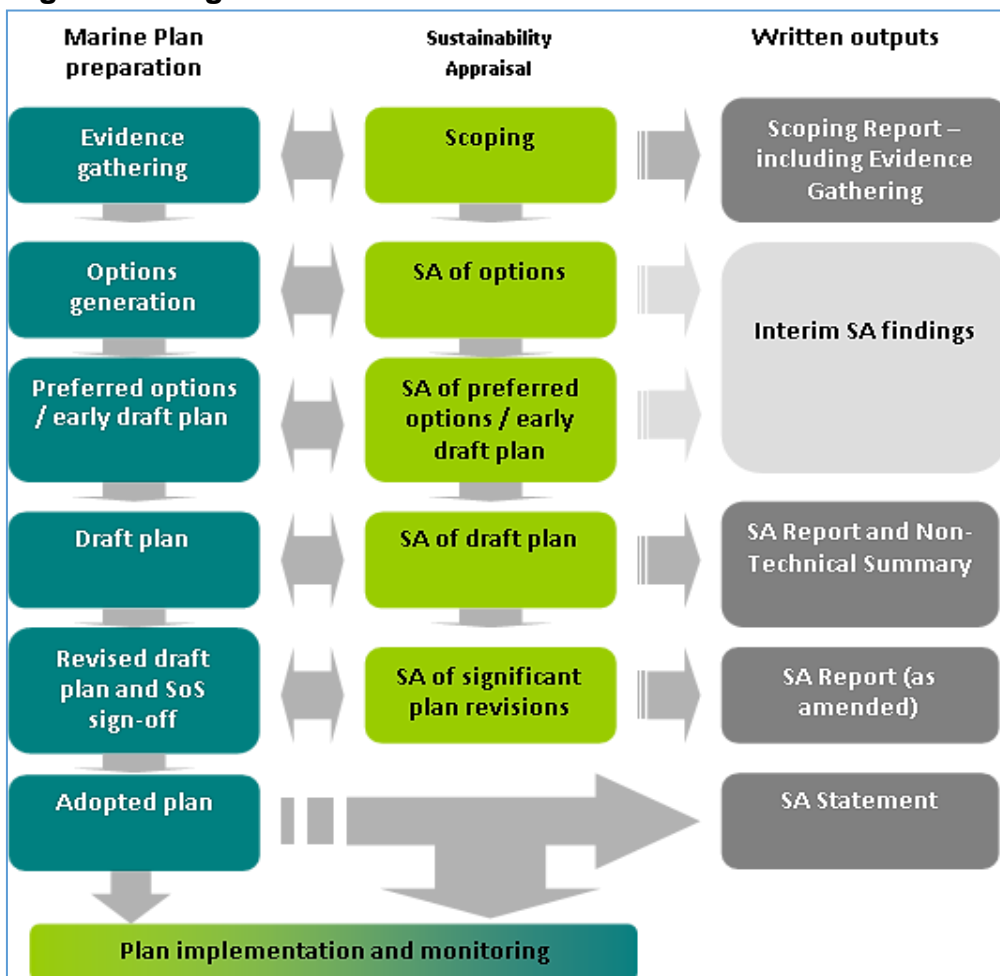 Marine Plan
preparation
Sustainability
Appraisal
Written outputs
Evidence
gathering
Scoping
Scoping Report –
including Evidence
Gathering
Options
generation
SA of options
Interim SA findings
Preferred options
/ early draft plan
SA of preferred
options / early
draft plan
Draft plan
SA of draft plan
SA Report and Non-
Technical Summary
Revised draft
plan and SoS
sign-off
SA of significant
plan revisions
SA Report (as
amended)
Adopted plan
SA Statement
Plan implementation and monitoring